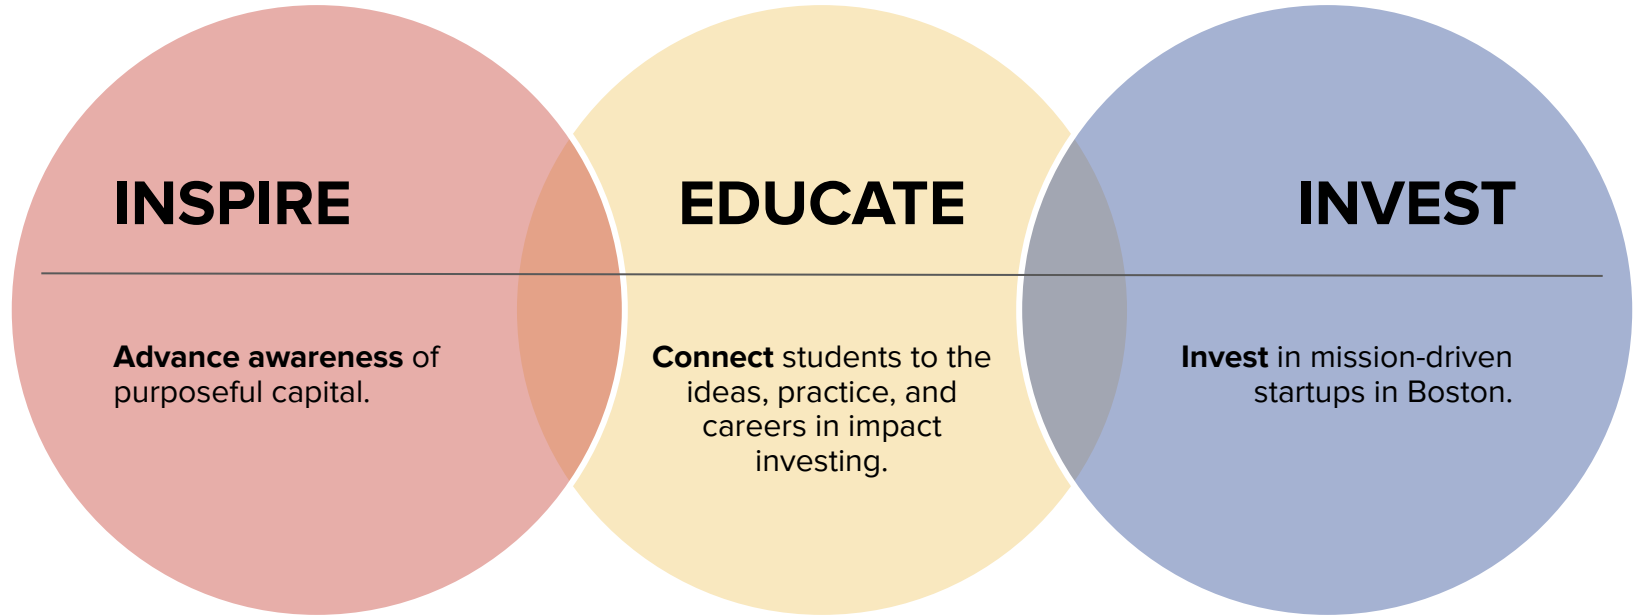 INSPIRE
EDUCATE
INVEST
Advance awareness of
purposeful capital.
Connect students to the
ideas, practice, and
careers in impact
investing.
Invest in mission-driven
startups in Boston.